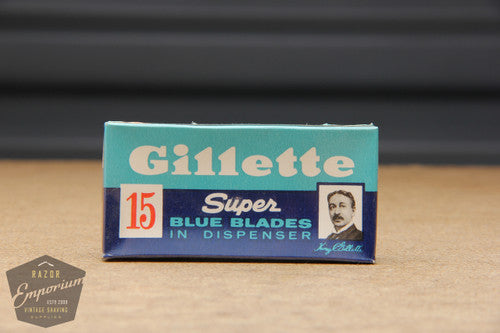 Gillette
15
Super
BLUE BLADES
IN DISPENSER
King C Gillette
RAZOR
Emporium
ESTD 2009
VINTAGE SHAVING
SUPPLIES